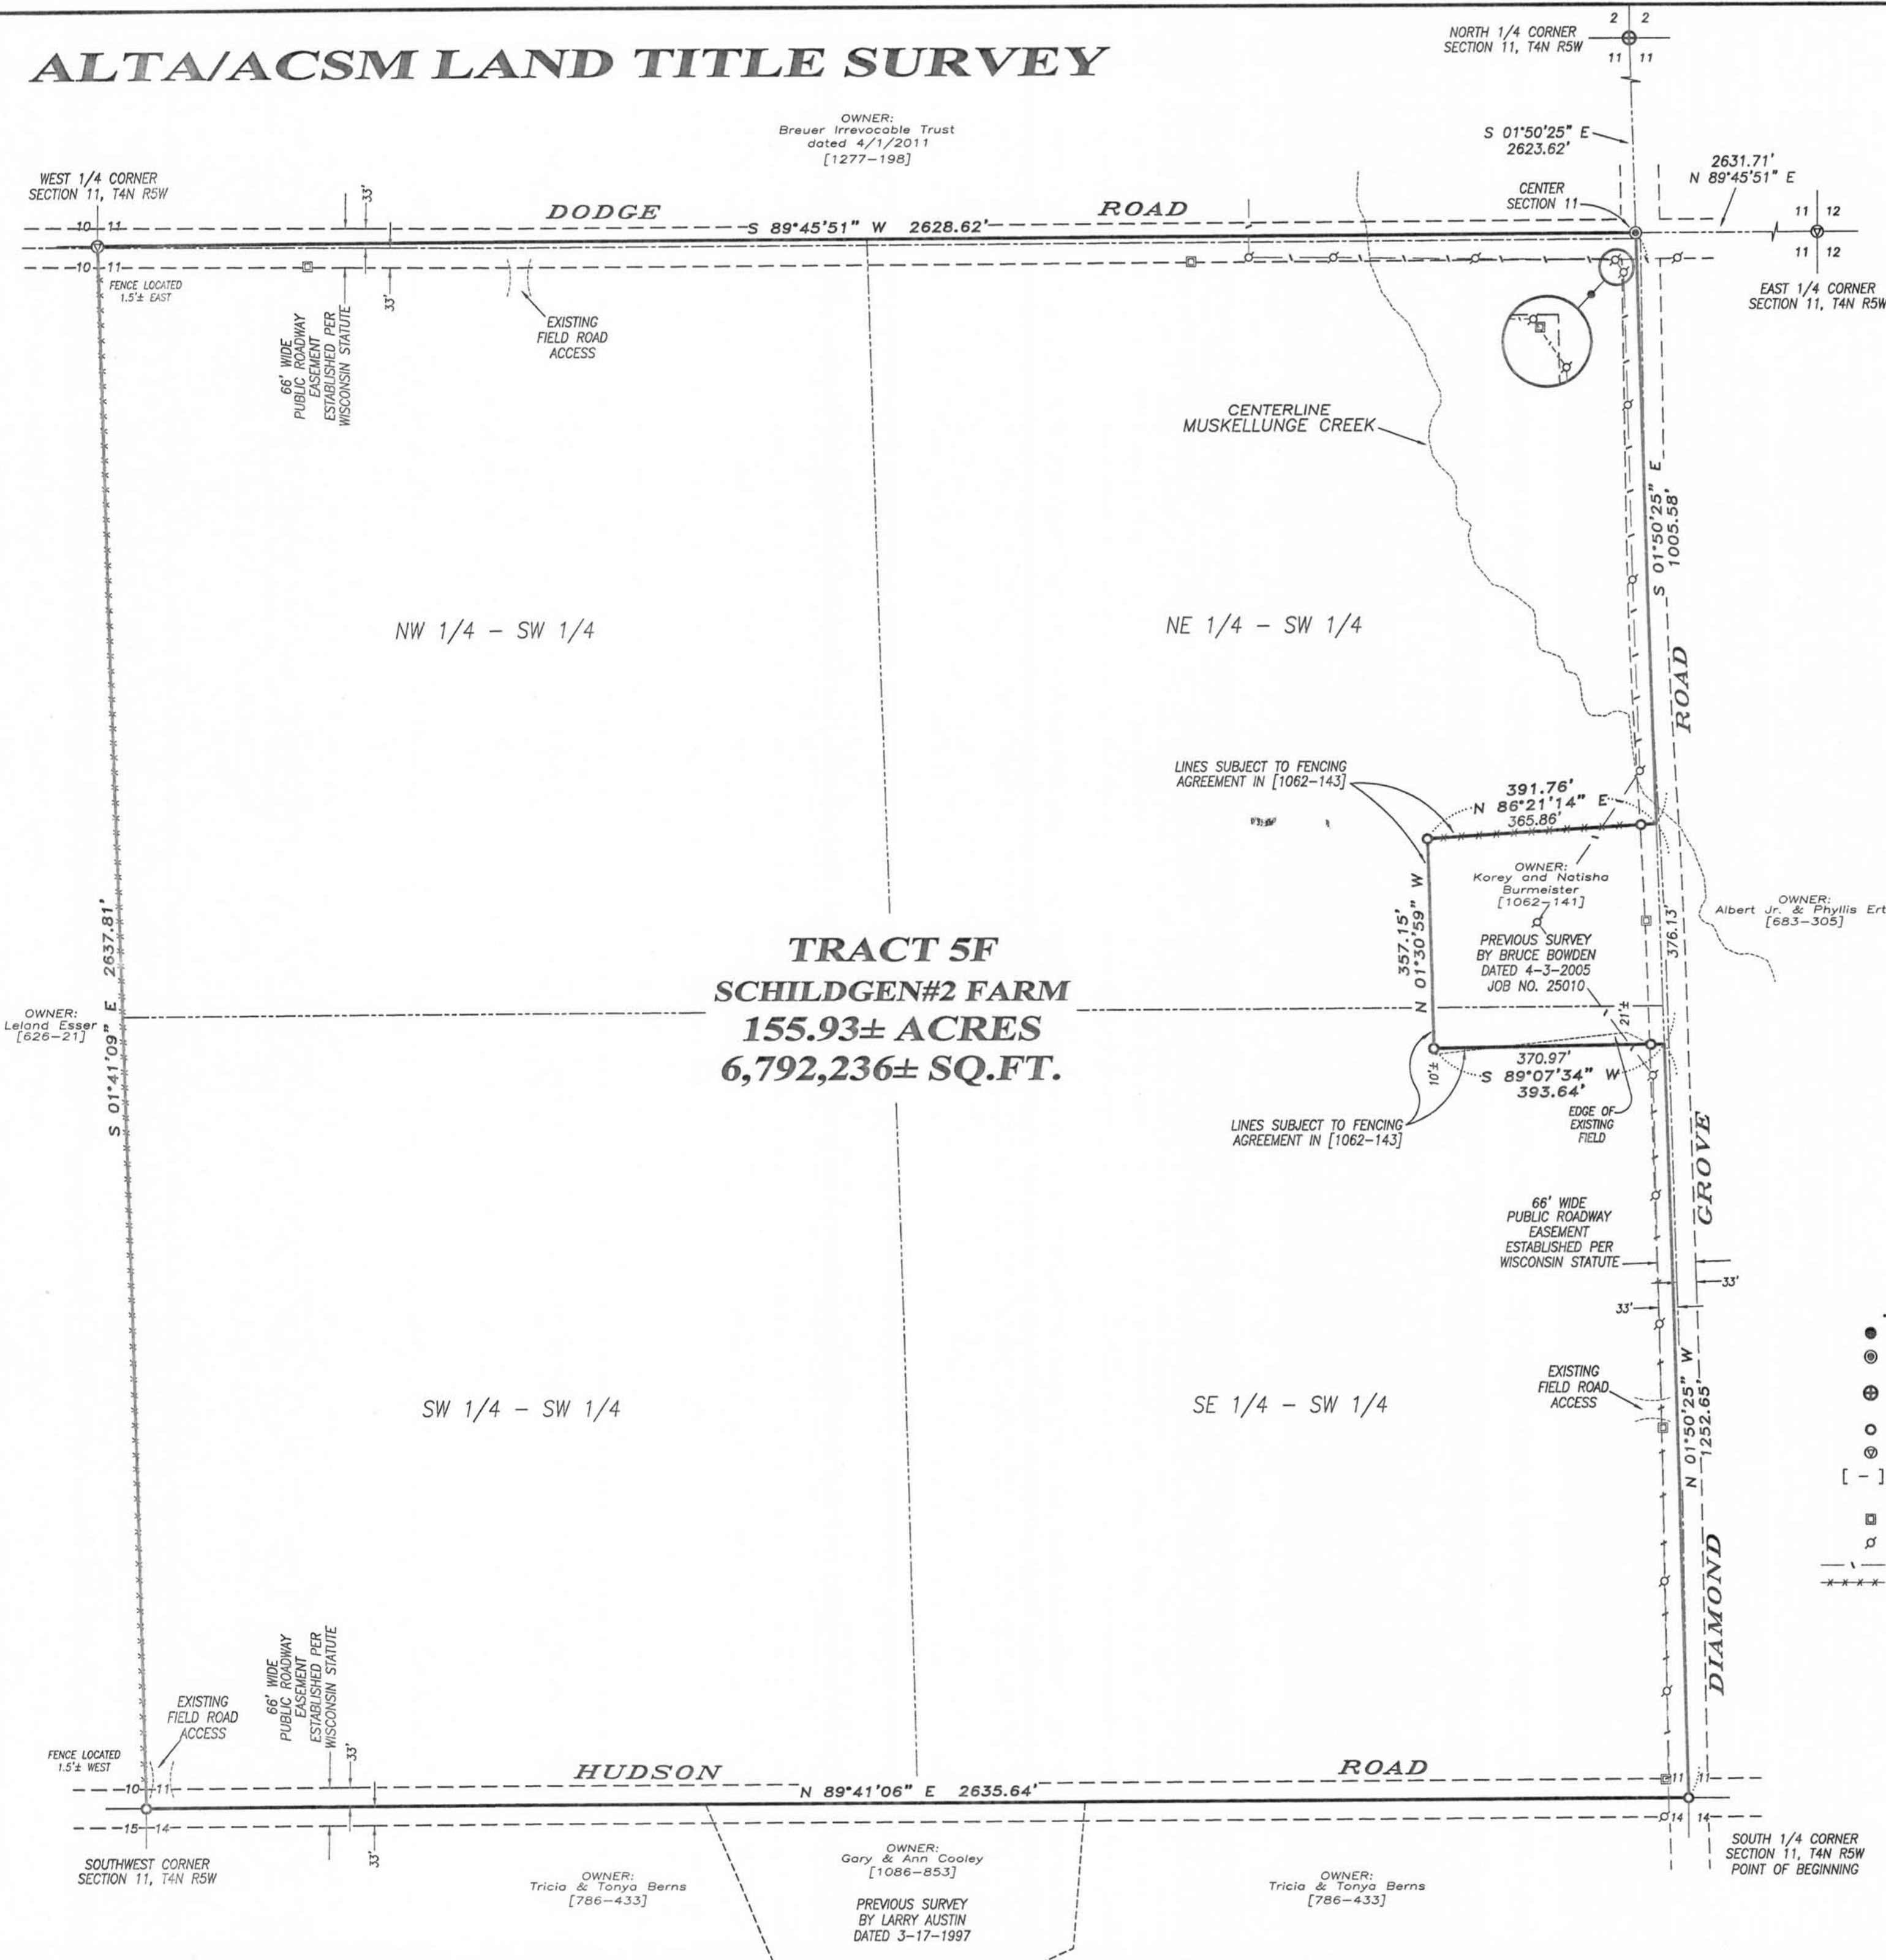 ALTA/ACSM LAND TITLE SURVEY
NORTH 1/4 CORNER
SECTION 11, T4N R5W
2 2
11 11
OWNER:
Breuer Irrevocable Trust
dated 4/1/2011
[1277-198]
S 01°50'25" E
2623.62'
2631.71'
N 89°45'51" E
CENTER
SECTION 11
WEST 1/4 CORNER
SECTION 11, T4N R5W
10 11
10 11
33'
33'
DODGE ROAD
S 89°45'51" W 2628.62'
11 12
11 12
EAST 1/4 CORNER
SECTION 11, T4N R5W
FENCE LOCATED
1.5'± EAST
66' WIDE
PUBLIC ROADWAY
EASEMENT
ESTABLISHED PER
WISCONSIN STATUTE
EXISTING
FIELD ROAD
ACCESS
CENTERLINE
MUSKELLUNGE CREEK
S 01°50'25" E
1005.58'
NW 1/4 - SW 1/4
NE 1/4 - SW 1/4
ROAD
LINES SUBJECT TO FENCING
AGREEMENT IN [1062-143]
391.76'
N 86°21'14" E
365.86'
OWNER:
Korey and Natisha
Burmeister
[1062-141]
PREVIOUS SURVEY
BY BRUCE BOWDEN
DATED 4-3-2005
JOB NO. 25010
357.15'
N 01°30'59" W
376.13'
OWNER:
Albert Jr. & Phyllis Ert
[683-305]
TRACT 5F
SCHILDGEN#2 FARM
155.93± ACRES
6,792,236± SQ.FT.
S 01°41'09" E 2637.81'
OWNER:
Leland Esser
[626-21]
21'±
10'±
370.97'
S 89°07'34" W
393.64'
LINES SUBJECT TO FENCING
AGREEMENT IN [1062-143]
EDGE OF
EXISTING
FIELD
GROVE
66' WIDE
PUBLIC ROADWAY
EASEMENT
ESTABLISHED PER
WISCONSIN STATUTE
33'
33'
SW 1/4 - SW 1/4
SE 1/4 - SW 1/4
EXISTING
FIELD ROAD
ACCESS
N 01°50'25" W
1252.65'
[ - ]
DIAMOND
66' WIDE
PUBLIC ROADWAY
EASEMENT
ESTABLISHED PER
WISCONSIN STATUTE
EXISTING
FIELD ROAD
ACCESS
FENCE LOCATED
1.5'± WEST
33'
33'
HUDSON ROAD
N 89°41'06" E 2635.64'
10 11
15 14
11 11
14 14
SOUTHWEST CORNER
SECTION 11, T4N R5W
OWNER:
Tricia & Tonya Berns
[786-433]
OWNER:
Gary & Ann Cooley
[1086-853]
PREVIOUS SURVEY
BY LARRY AUSTIN
DATED 3-17-1997
OWNER:
Tricia & Tonya Berns
[786-433]
SOUTH 1/4 CORNER
SECTION 11, T4N R5W
POINT OF BEGINNING